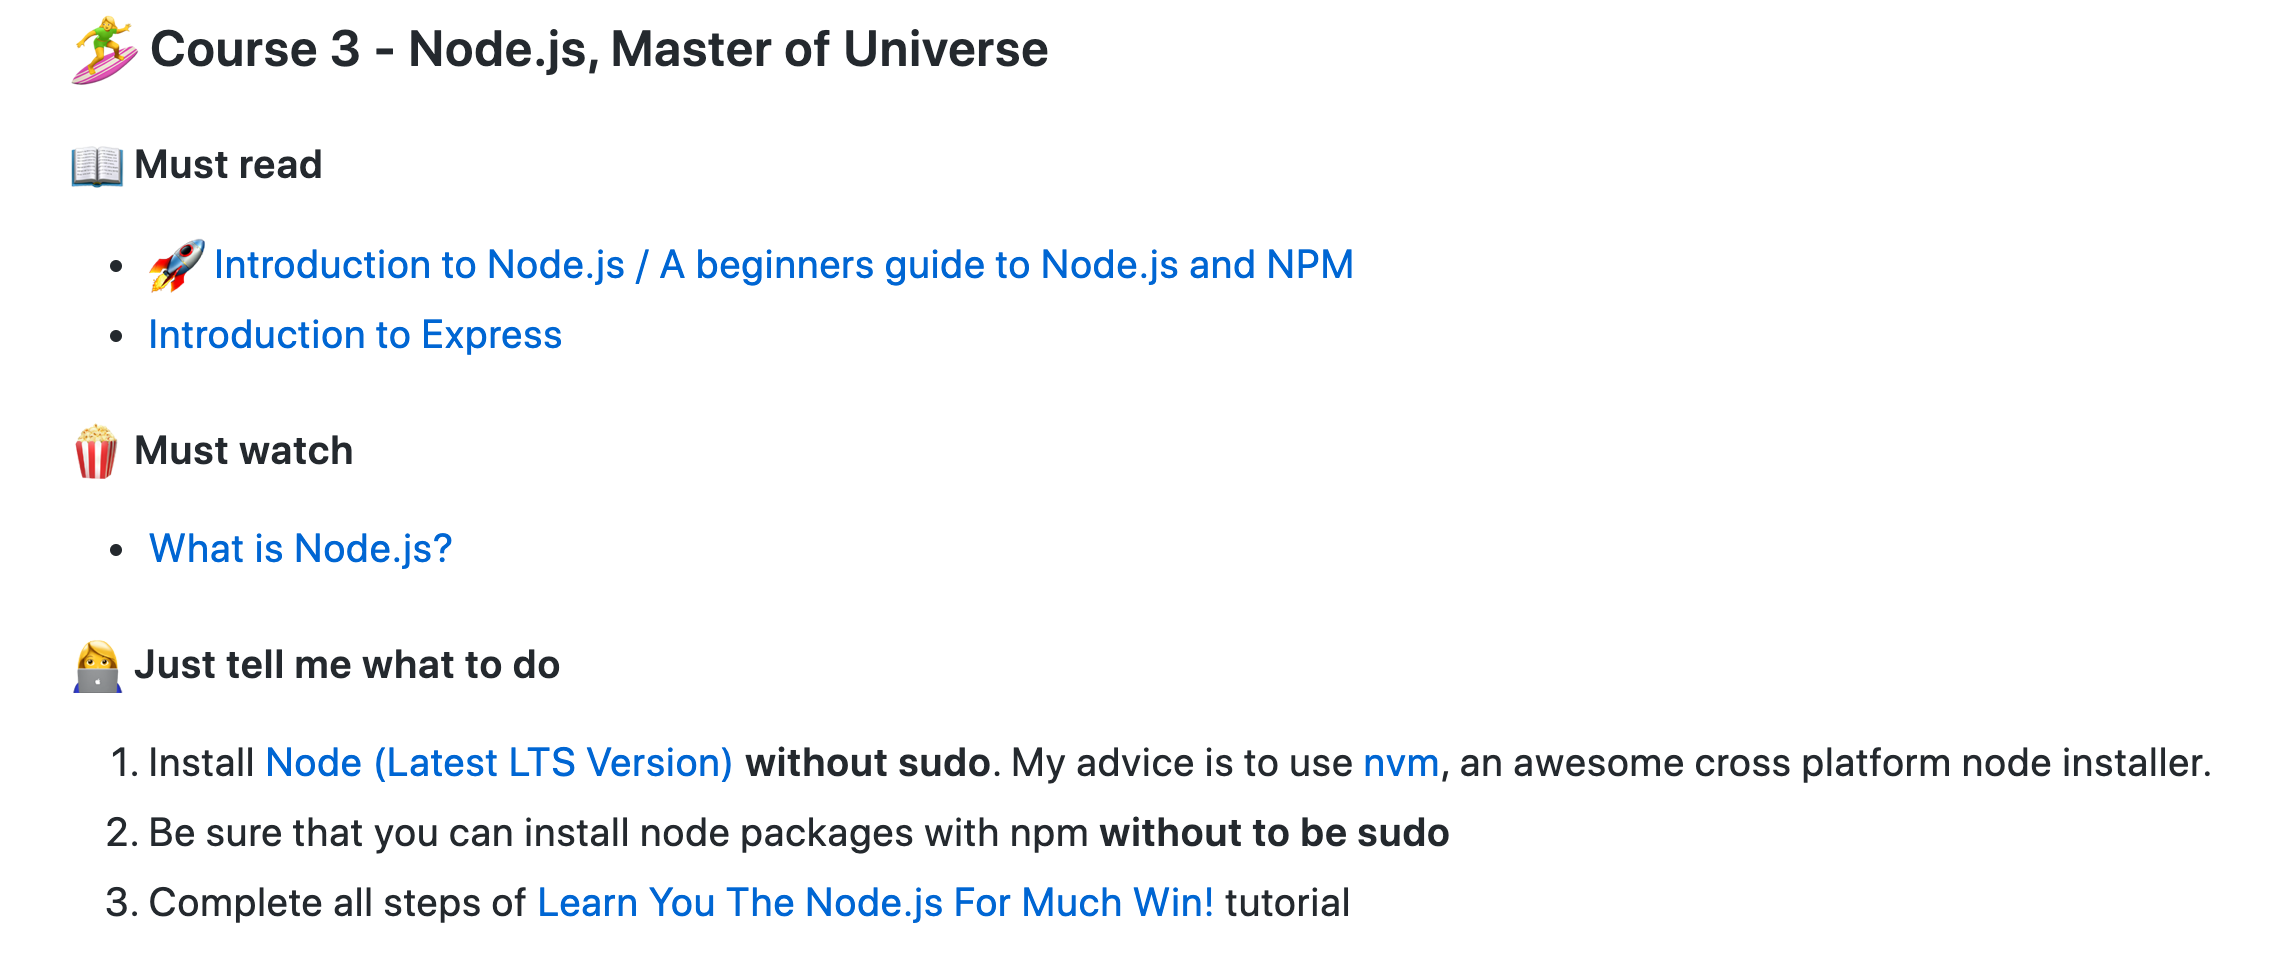 Course 3 - Node.js, Master of Universe
Must read
Introduction to Node.js / A beginners guide to Node.js and NPM
Introduction to Express
Must watch
What is Node.js?
Just tell me what to do
1. Install Node (Latest LTS Version) without sudo. My advice is to use nvm, an awesome cross platform node installer.
2. Be sure that you can install node packages with npm without to be sudo
3. Complete all steps of Learn You The Node.js For Much Win! tutorial